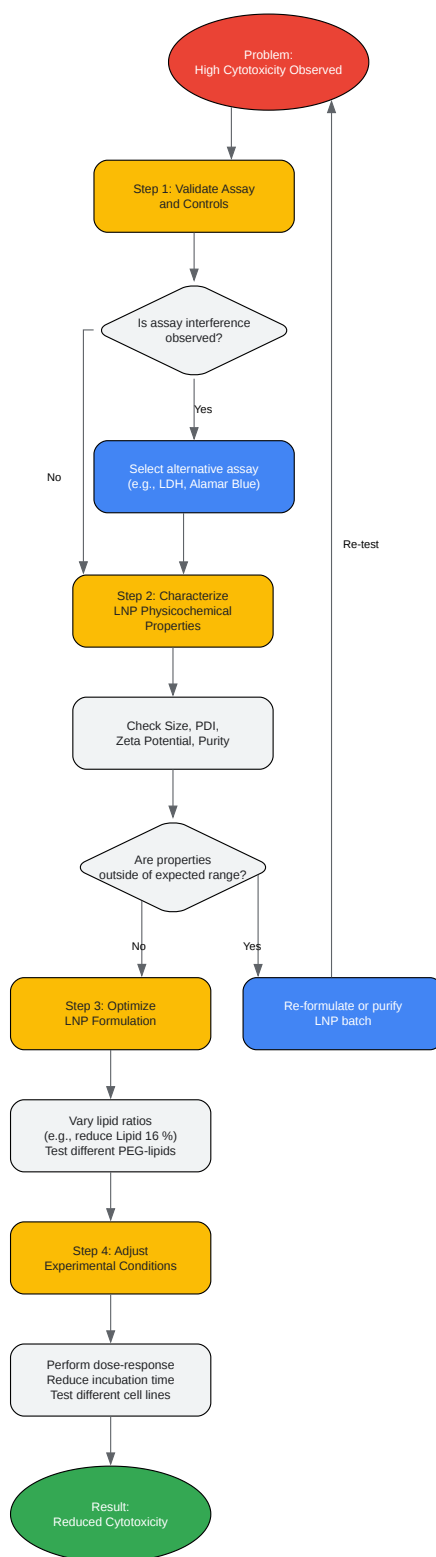 Problem:
High Cytotoxicity Observed
Step 1: Validate Assay
and Controls
Is assay interference
observed?
Yes
Select alternative assay
(e.g., LDH, Alamar Blue)
No
Re-test
Step 2: Characterize
LNP Physicochemical
Properties
Check Size, PDI,
Zeta Potential, Purity
Are properties
outside of expected range?
No
Yes
Step 3: Optimize
LNP Formulation
Re-formulate or purify
LNP batch
Vary lipid ratios
(e.g., reduce Lipid 16 %)
Test different PEG-lipids
Step 4: Adjust
Experimental Conditions
Perform dose-response
Reduce incubation time
Test different cell lines
Result:
Reduced Cytotoxicity